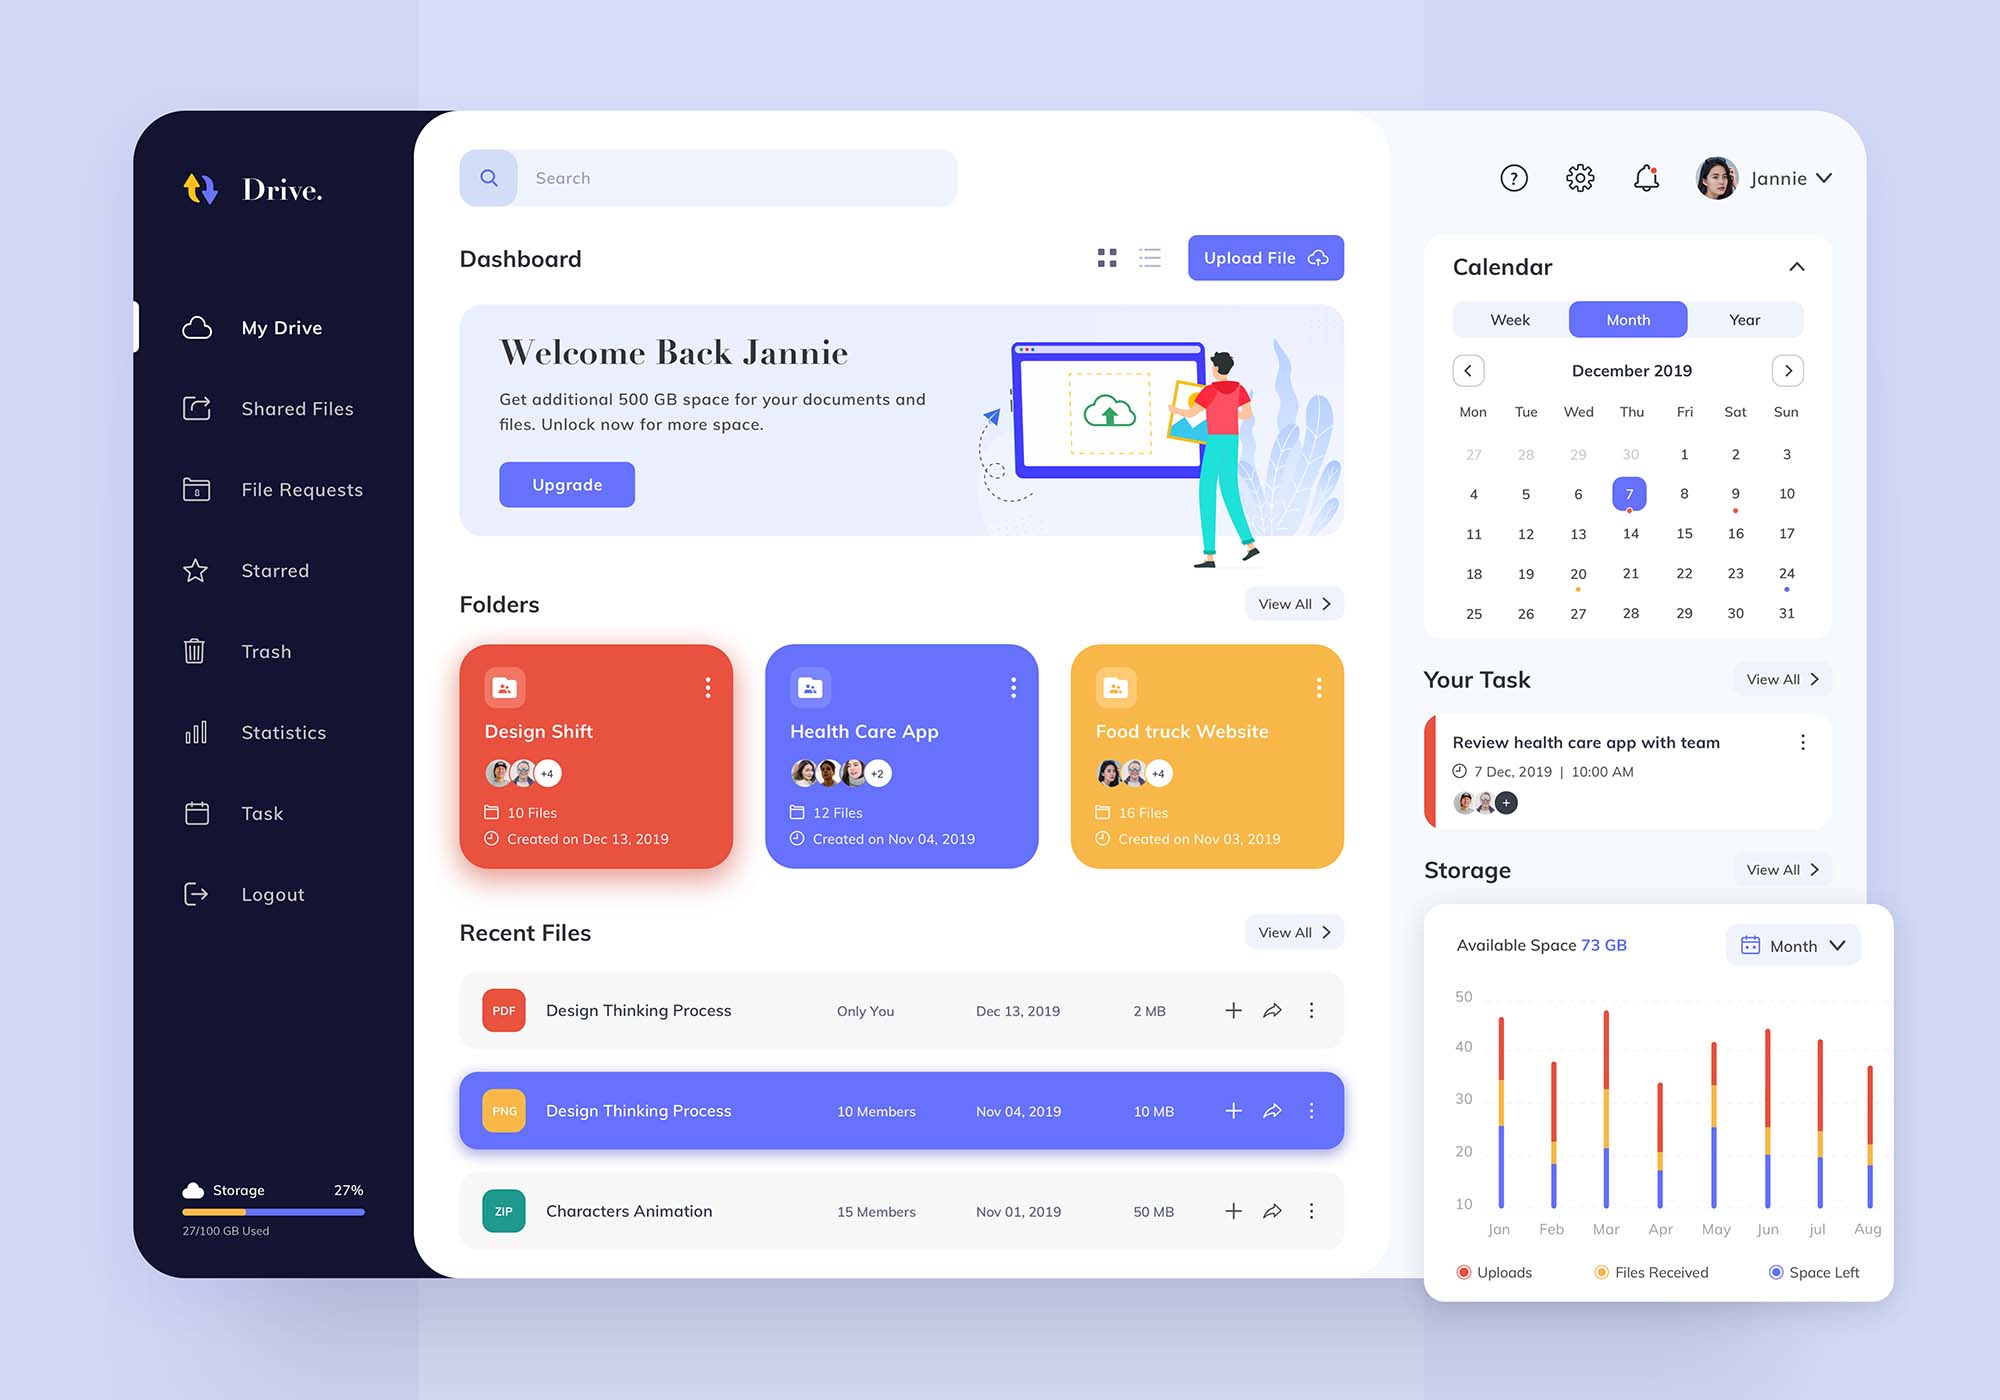 Drive.
My Drive
Shared Files
File Requests
Starred
Trash
Statistics
Task
Logout
Storage 27%
27/100 GB Used
Search
Dashboard
Upload File
Welcome Back Jannie
Get additional 500 GB space for your documents and
files. Unlock now for more space.
Upgrade
Folders
View All
Design Shift
+4
10 Files
Created on Dec 13, 2019
Health Care App
+2
12 Files
Created on Nov 04, 2019
Food truck Website
+4
16 Files
Created on Nov 03, 2019
Recent Files
View All
PDF Design Thinking Process Only You Dec 13, 2019 2 MB
PNG Design Thinking Process 10 Members Nov 04, 2019 10 MB
ZIP Characters Animation 15 Members Nov 01, 2019 50 MB
? Jannie
Calendar
Week Month Year
December 2019
Mon Tue Wed Thu Fri Sat Sun
27 28 29 30 1 2 3
4 5 6 7 8 9 10
11 12 13 14 15 16 17
18 19 20 21 22 23 24
25 26 27 28 29 30 31
Your Task
View All
Review health care app with team
7 Dec, 2019 | 10:00 AM
+
Storage
View All
Available Space 73 GB
Month
50
40
30
20
10
Jan Feb Mar Apr May Jun jul Aug
Uploads Files Received Space Left